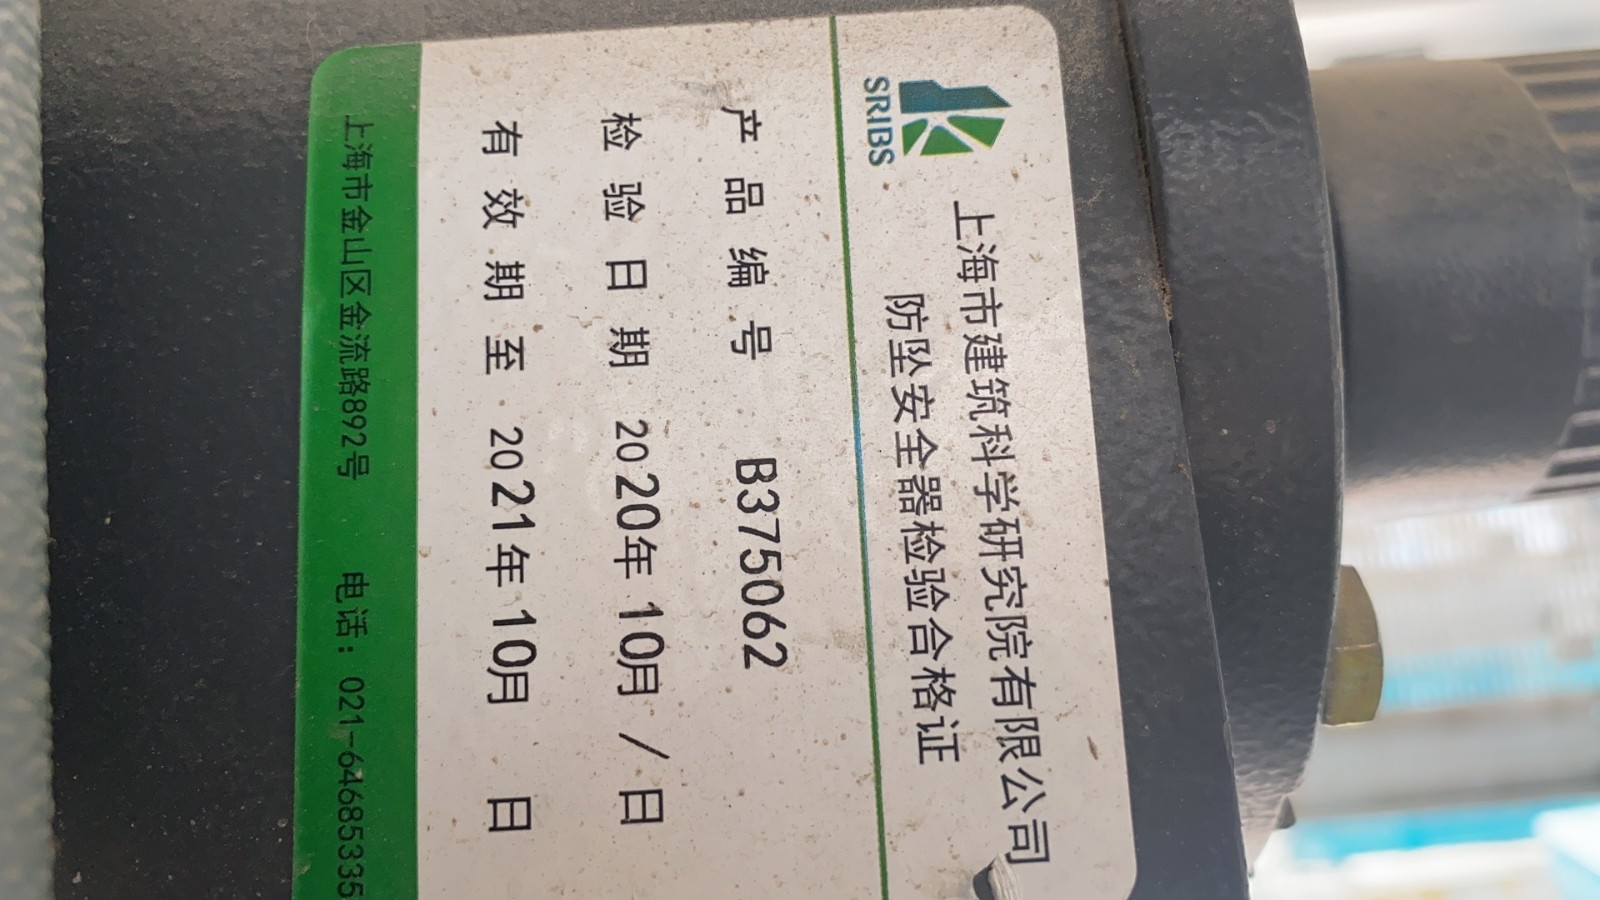 SRIBS
上海市建筑科学研究院有限公司
防坠安全器检验合格证
产品编号 B375062
检验日期 2020年10月/日
有效期至 2021年10月 日
上海市金山区金流路892号 电话：021-64685335